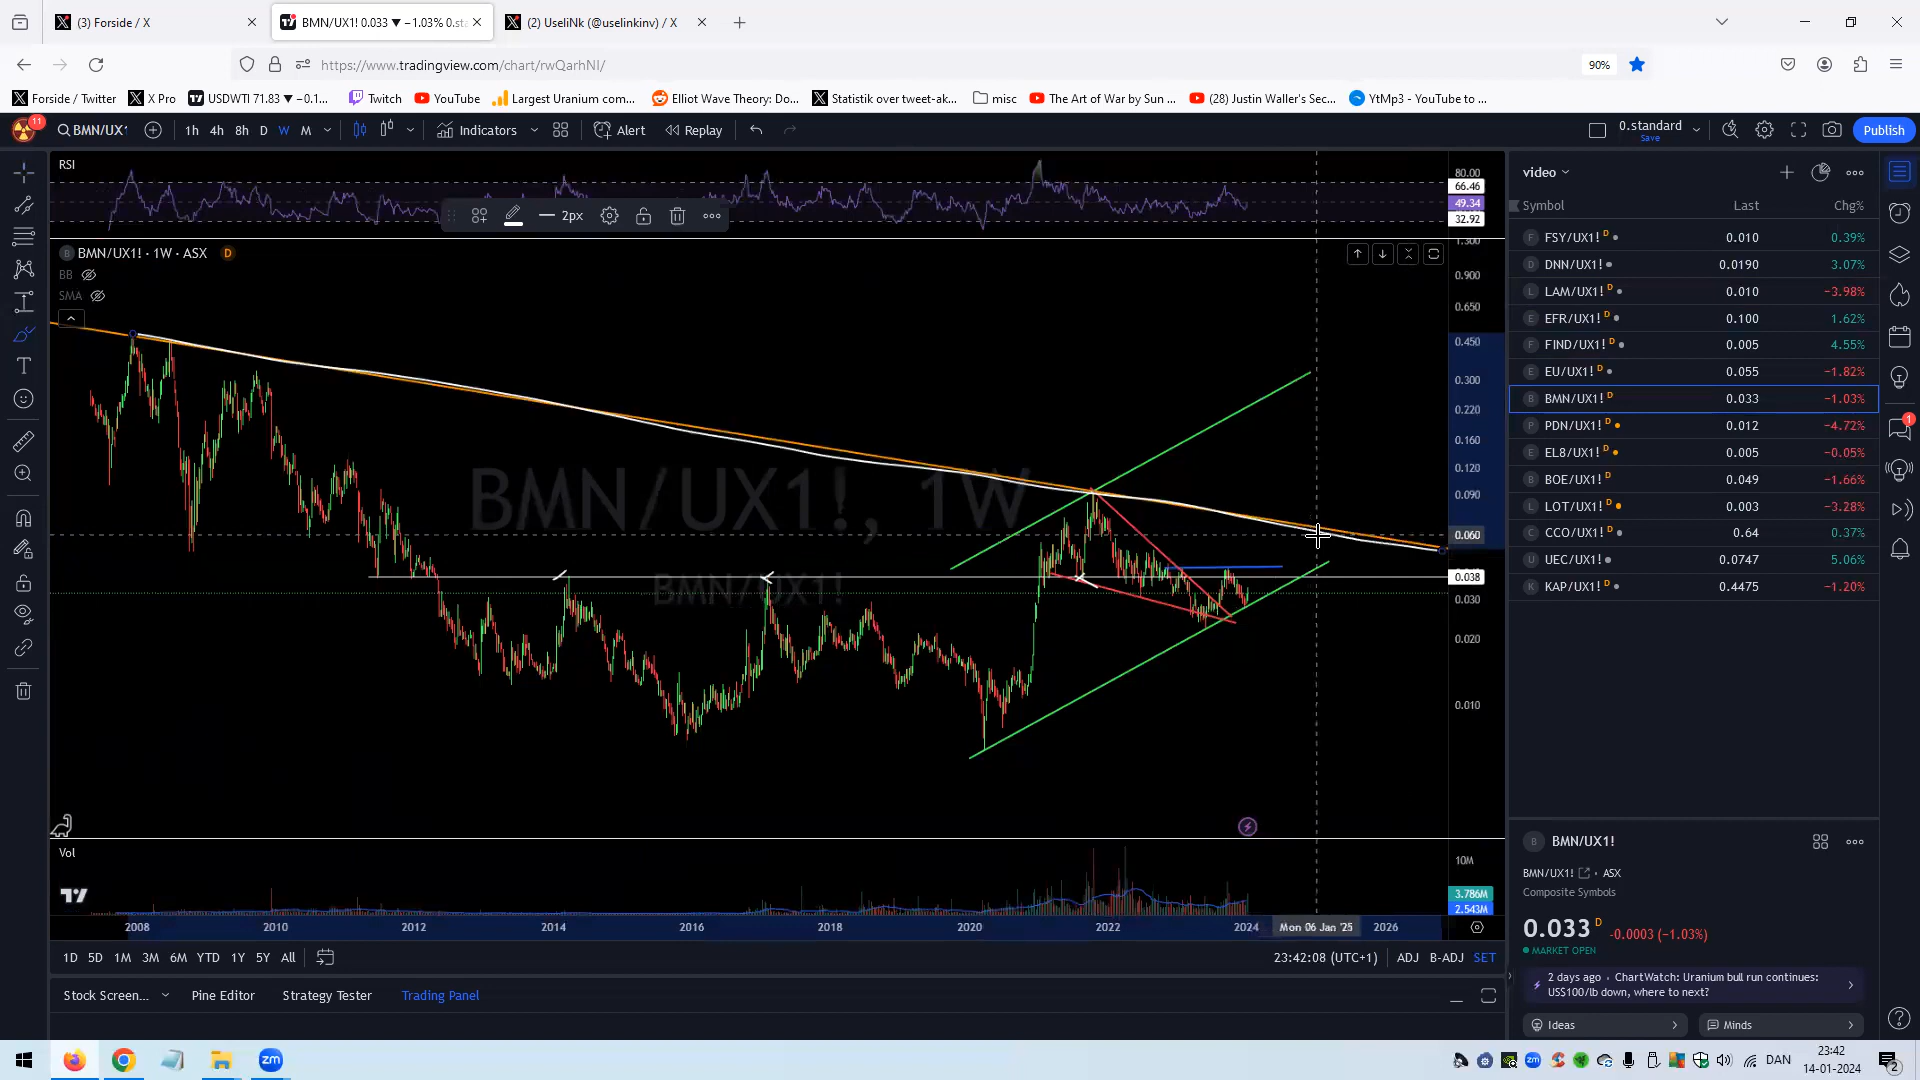 (3) Forside / X
BMN/UX1! 0.033 ▼ −1.03% 0.st
(2) UseliNk (@uselinkinv) / X
https://www.tradingview.com/chart/rwQarhNI/
90%
Forside / Twitter
X Pro
USDWTI 71.83 ▼ −0.1...
Twitch
YouTube
Largest Uranium com...
Elliot Wave Theory: Do...
Statistik over tweet-ak...
misc
The Art of War by Sun ...
(28) Justin Waller's Sec...
YtMp3 - YouTube to ...
11
BMN/UX1
1h 4h 8h D W M
Indicators
Alert
Replay
0.standard
Save
Publish
RSI
2px
80.00
66.46
49.34
32.92
BMN/UX1! · 1W · ASX D
BB
SMA
1.300
0.900
0.650
0.450
0.300
0.220
0.160
0.120
0.090
0.060
0.038
0.030
0.020
0.010
BMN/UX1!, 1W
BMN/UX1!
Vol
10M
3.786M
2.543M
2008 2010 2012 2014 2016 2018 2020 2022 2024 Mon 06 Jan '25 2026
1D 5D 1M 3M 6M YTD 1Y 5Y All
23:42:08 (UTC+1) ADJ B-ADJ SET
Stock Screen... Pine Editor Strategy Tester Trading Panel
video
Symbol Last Chg%
FSY/UX1! D 0.010 0.39%
DNN/UX1! 0.0190 3.07%
LAM/UX1! D 0.010 −3.98%
EFR/UX1! D 0.100 1.62%
FIND/UX1! D 0.005 4.55%
EU/UX1! D 0.055 −1.82%
BMN/UX1! D 0.033 −1.03%
PDN/UX1! D 0.012 −4.72%
EL8/UX1! D 0.005 −0.05%
BOE/UX1! D 0.049 −1.66%
LOT/UX1! D 0.003 −3.28%
CCO/UX1! D 0.64 0.37%
UEC/UX1! 0.0747 5.06%
KAP/UX1! D 0.4475 −1.20%
1
B BMN/UX1!
BMN/UX1! · ASX
Composite Symbols
0.033 D -0.0003 (−1.03%)
MARKET OPEN
2 days ago · ChartWatch: Uranium bull run continues:
US$100/lb down, where to next?
Ideas
Minds
zm
zm
DAN
23:42
14-01-2024
2